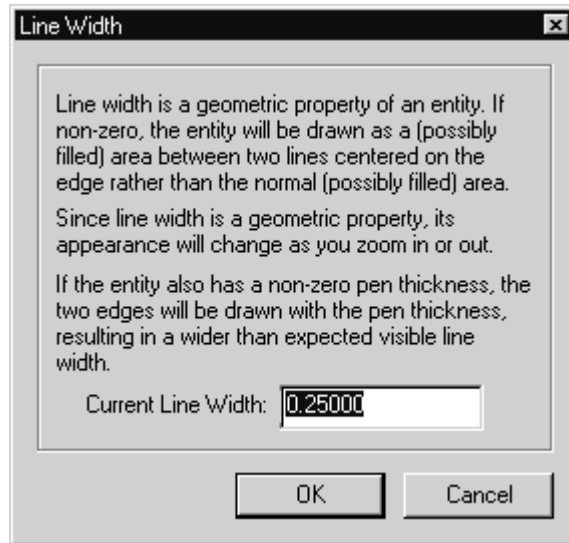 Line Width
Line width is a geometric property of an entity. If
non-zero, the entity will be drawn as a (possibly
filled) area between two lines centered on the
edge rather than the normal (possibly filled) area.
Since line width is a geometric property, its
appearance will change as you zoom in or out.
If the entity also has a non-zero pen thickness, the
two edges will be drawn with the pen thickness,
resulting in a wider than expected visible line
width.
Current Line Width: 0.25000
OK Cancel